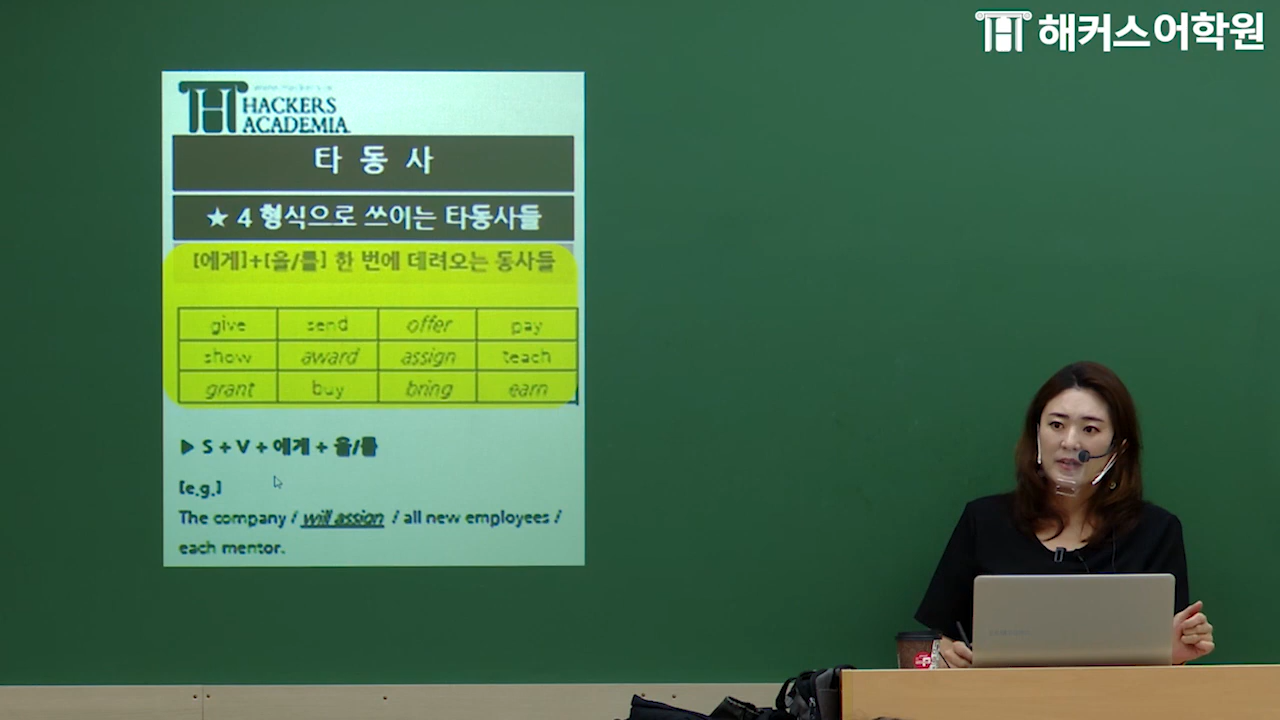 해커스어학원
HACKERS
ACADEMIA
타 동 사
★ 4 형식으로 쓰이는 타동사들
[에게]+[을/를] 한 번에 데려오는 동사들
give send offer pay
show award assign teach
grant buy bring earn
▶ S + V + 에게 + 을/를
[e.g.]
The company / will assign / all new employees /
each mentor.